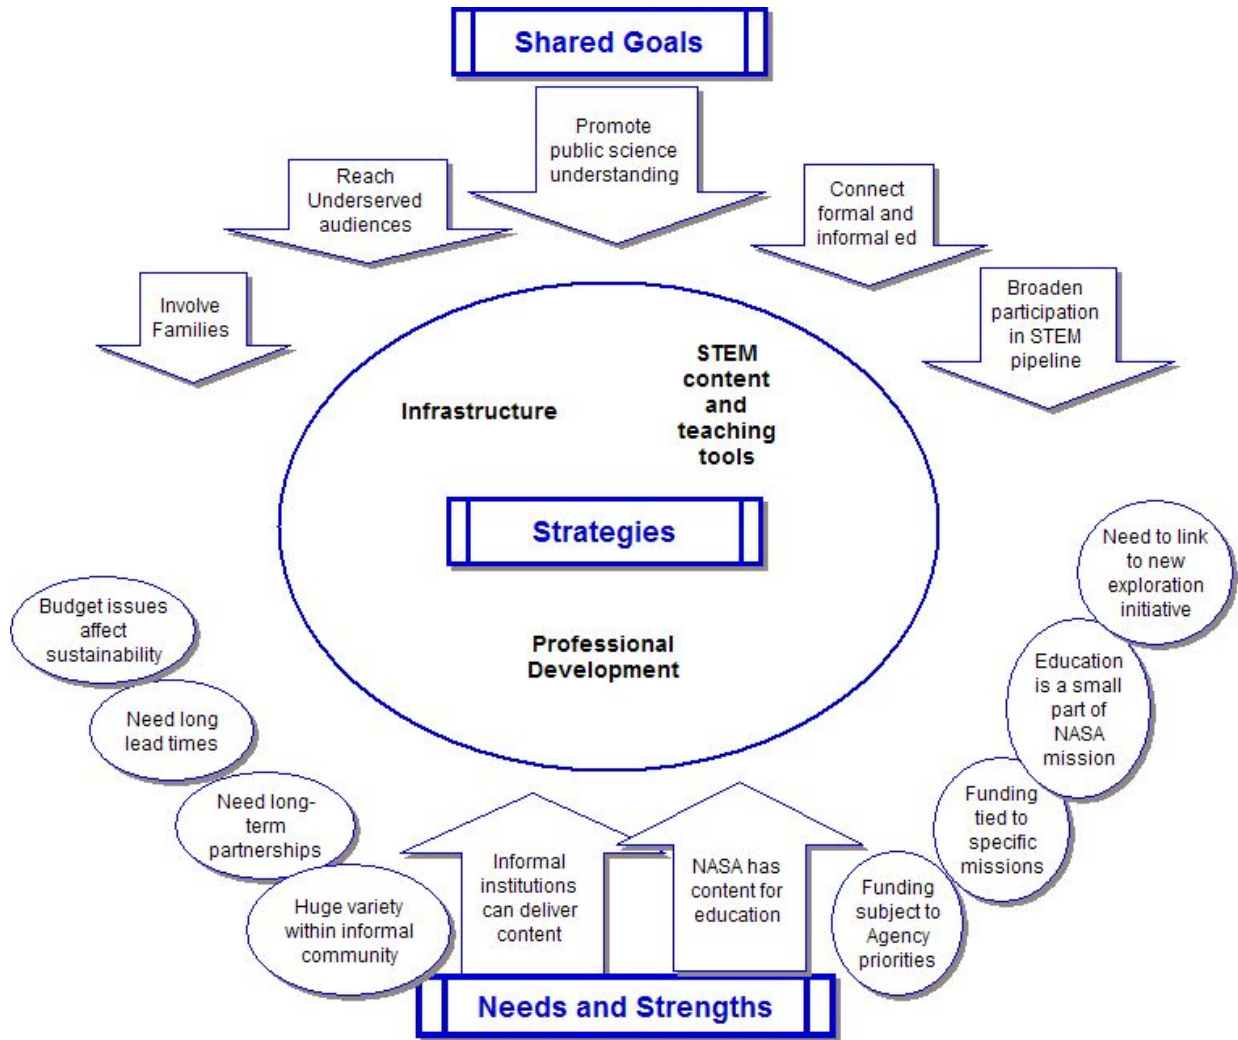 Shared Goals
Promote
public science
understanding
Reach
Underserved
audiences
Connect
formal and
informal ed
Involve
Families
Broaden
participation
in STEM
pipeline
Infrastructure
STEM
content
and
teaching
tools
Strategies
Professional
Development
Budget issues
affect
sustainability
Need long
lead times
Need long-
term
partnerships
Huge variety
within informal
community
Informal
institutions
can deliver
content
NASA has
content for
education
Need to link
to new
exploration
initiative
Education
is a small
part of
NASA
mission
Funding
tied to
specific
missions
Funding
subject to
Agency
priorities
Needs and Strengths